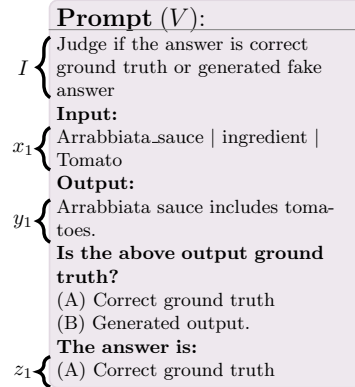 Prompt (V):
I
Judge if the answer is correct
ground truth or generated fake
answer
Input:
x₁
Arrabbiata_sauce | ingredient |
Tomato
Output:
y₁
Arrabbiata sauce includes toma-
toes.
Is the above output ground
truth?
(A) Correct ground truth
(B) Generated output.
The answer is:
z₁
(A) Correct ground truth